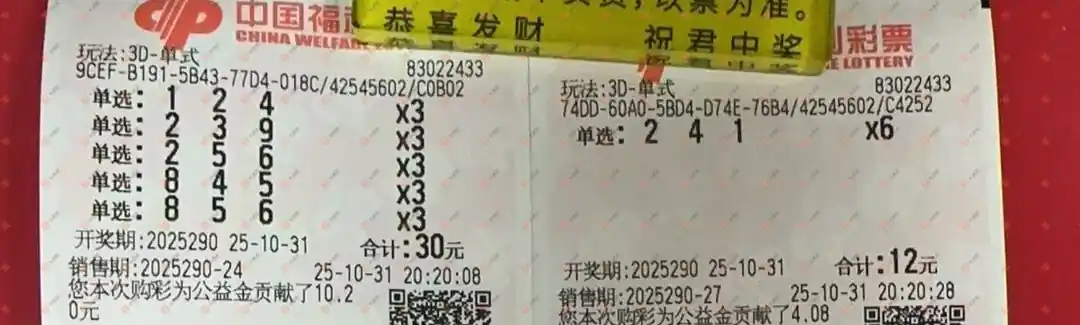 中国福
CHINA WELFA
恭喜发财
祝君中奖
以票为准。
彩票
E LOTTERY
玩法:3D-单式
83022433
9CEF-B191-5B43-77D4-018C/42545602/C0B02
单选: 1 2 4 x3
单选: 2 3 9 x3
单选: 2 5 6 x3
单选: 8 4 5 x3
单选: 8 5 6 x3
开奖期:2025290 25-10-31 合计:30元
销售期:2025290-24 25-10-31 20:20:08
您本次购彩为公益金贡献了10.2
0元
玩法:3D-单式
83022433
74DD-60A0-5BD4-D74E-76B4/42545602/C4252
单选: 2 4 1 x6
开奖期:2025290 25-10-31 合计:12元
销售期:2025290-27 25-10-31 20:20:28
您本次购彩为公益金贡献了4.08